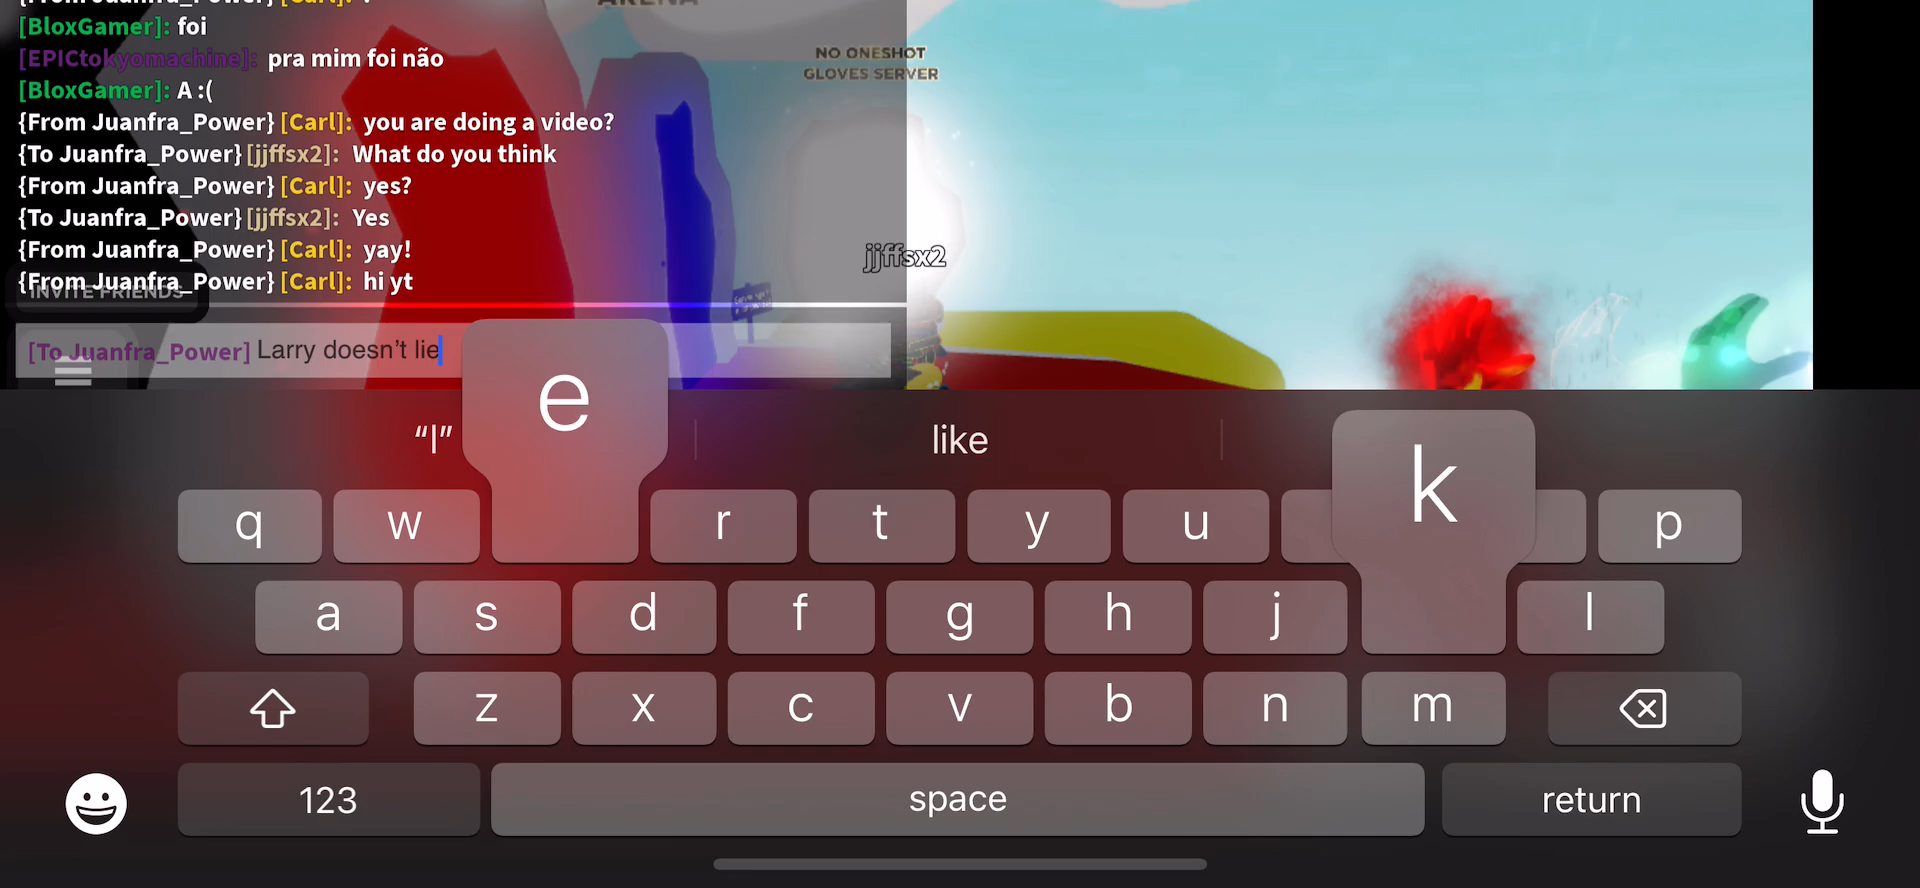 ARENA
[BloxGamer]: foi
[EPICtokyomachine]: pra mim foi não
[BloxGamer]: A :(
{From Juanfra_Power} [Carl]: you are doing a video?
{To Juanfra_Power} [jjffsx2]: What do you think
{From Juanfra_Power} [Carl]: yes?
{To Juanfra_Power} [jjffsx2]: Yes
{From Juanfra_Power} [Carl]: yay!
{From Juanfra_Power} [Carl]: hi yt
INVITE FRIENDS
NO ONESHOT
GLOVES SERVER
jjffsx2
[To Juanfra_Power] Larry doesn’t lie
“l” like
e k
q w r t y u p
a s d f g h j l
z x c v b n m
123 space return